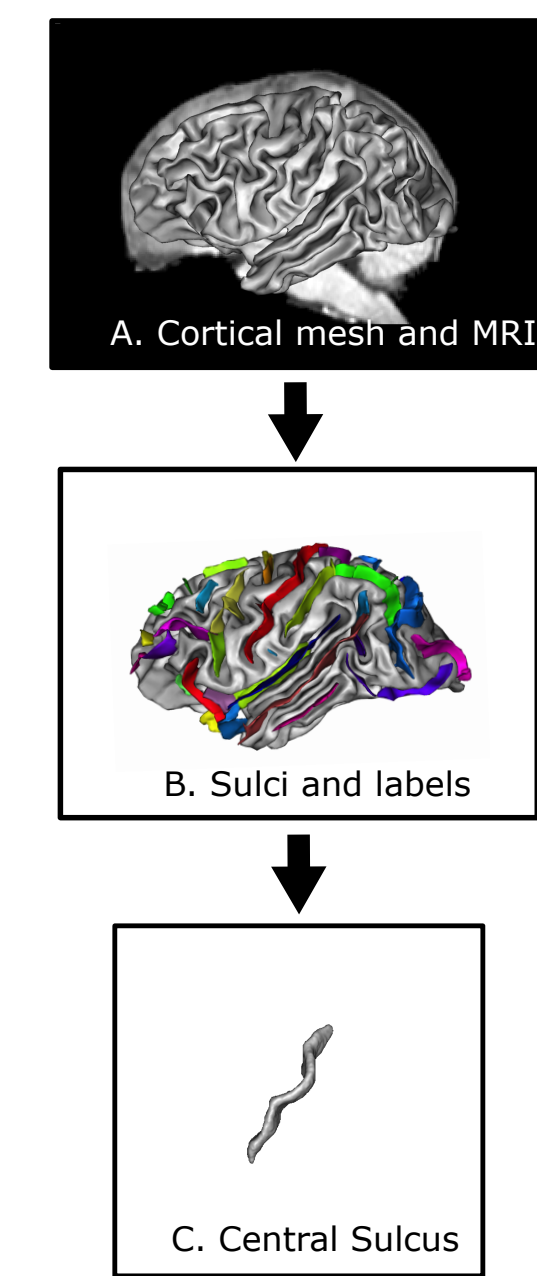 A. Cortical mesh and MRI
B. Sulci and labels
C. Central Sulcus